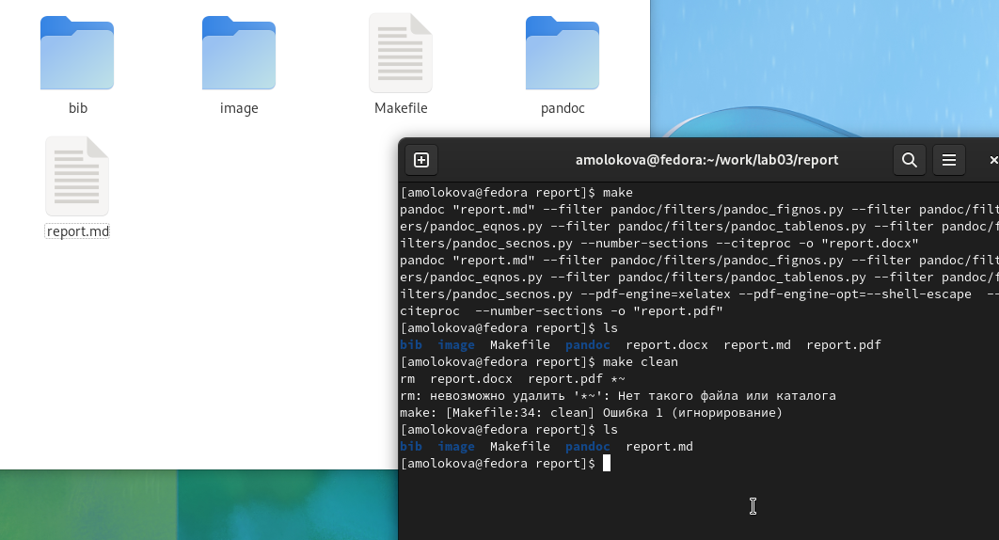 bib
image
Makefile
pandoc
report.md
amolokova@fedora:~/work/lab03/report
[amolokova@fedora report]$ make
pandoc "report.md" --filter pandoc/filters/pandoc_fignos.py --filter pandoc/filt
ers/pandoc_eqnos.py --filter pandoc/filters/pandoc_tablenos.py --filter pandoc/f
ilters/pandoc_secnos.py --number-sections --citeproc -o "report.docx"
pandoc "report.md" --filter pandoc/filters/pandoc_fignos.py --filter pandoc/filt
ers/pandoc_eqnos.py --filter pandoc/filters/pandoc_tablenos.py --filter pandoc/f
ilters/pandoc_secnos.py --pdf-engine=xelatex --pdf-engine-opt=--shell-escape  --
citeproc  --number-sections -o "report.pdf"
[amolokova@fedora report]$ ls
bib  image  Makefile  pandoc  report.docx  report.md  report.pdf
[amolokova@fedora report]$ make clean
rm  report.docx  report.pdf *~
rm: невозможно удалить '*~': Нет такого файла или каталога
make: [Makefile:34: clean] Ошибка 1 (игнорирование)
[amolokova@fedora report]$ ls
bib  image  Makefile  pandoc  report.md
[amolokova@fedora report]$